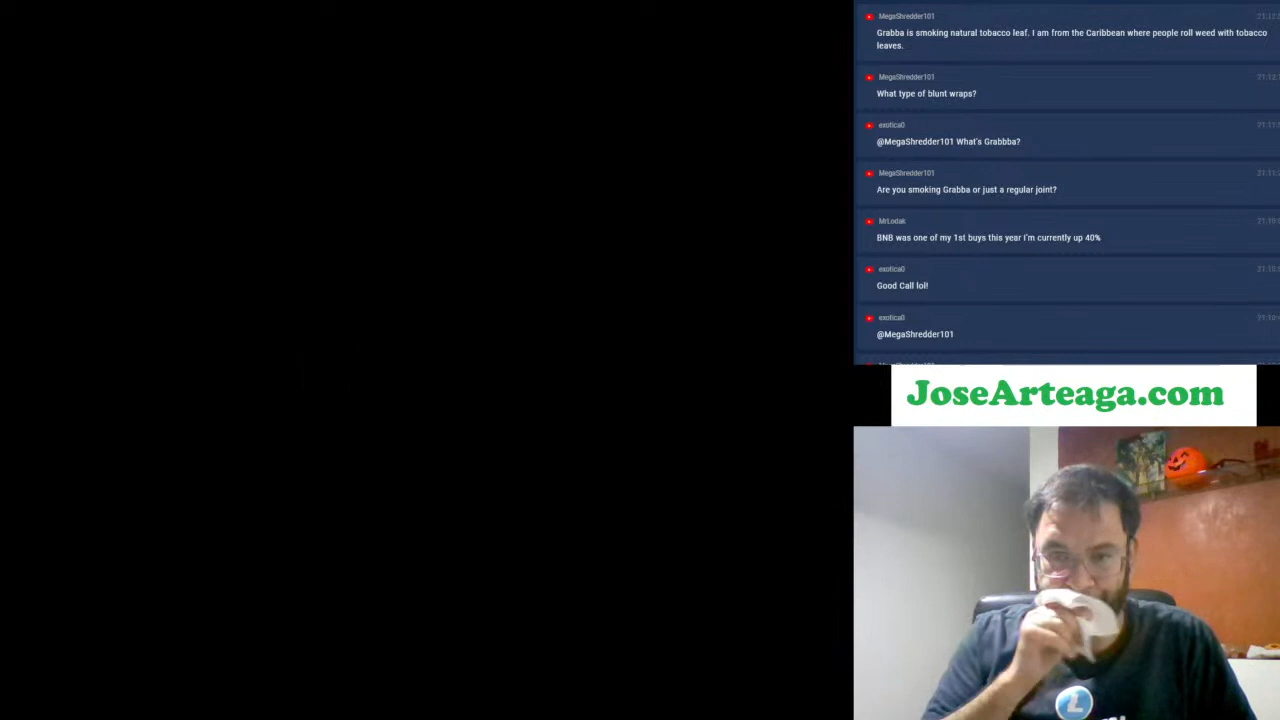 MegaShredder101
Grabba is smoking natural tobacco leaf. I am from the Caribbean where people roll weed with tobacco
leaves.
MegaShredder101
What type of blunt wraps?
exotica0
@MegaShredder101 What's Grabbba?
MegaShredder101
Are you smoking Grabba or just a regular joint?
MrLodak
BNB was one of my 1st buys this year I'm currently up 40%
exotica0
Good Call lol!
exotica0
@MegaShredder101
JoseArteaga.com